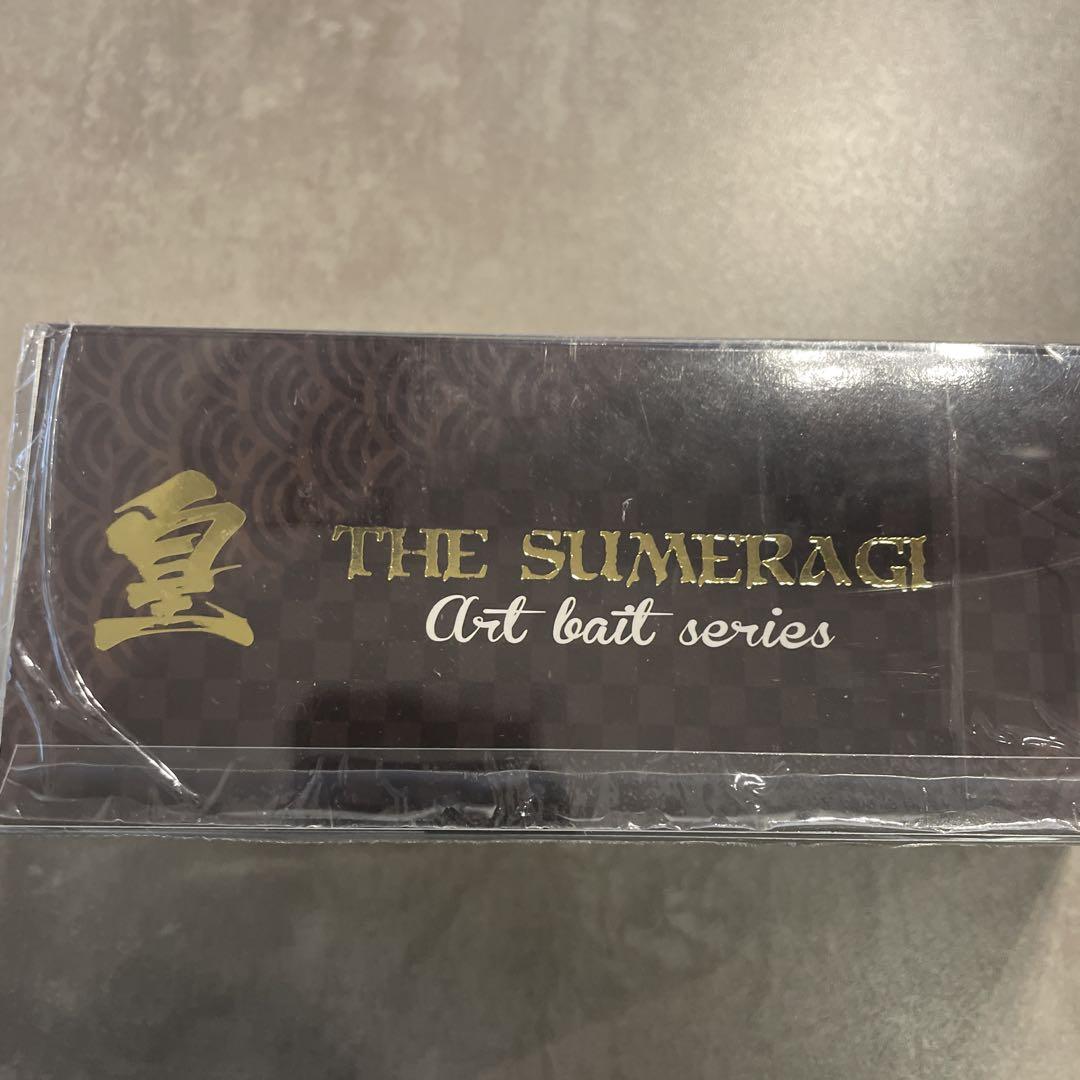 皇
THE SUMERAGI
Art bait series